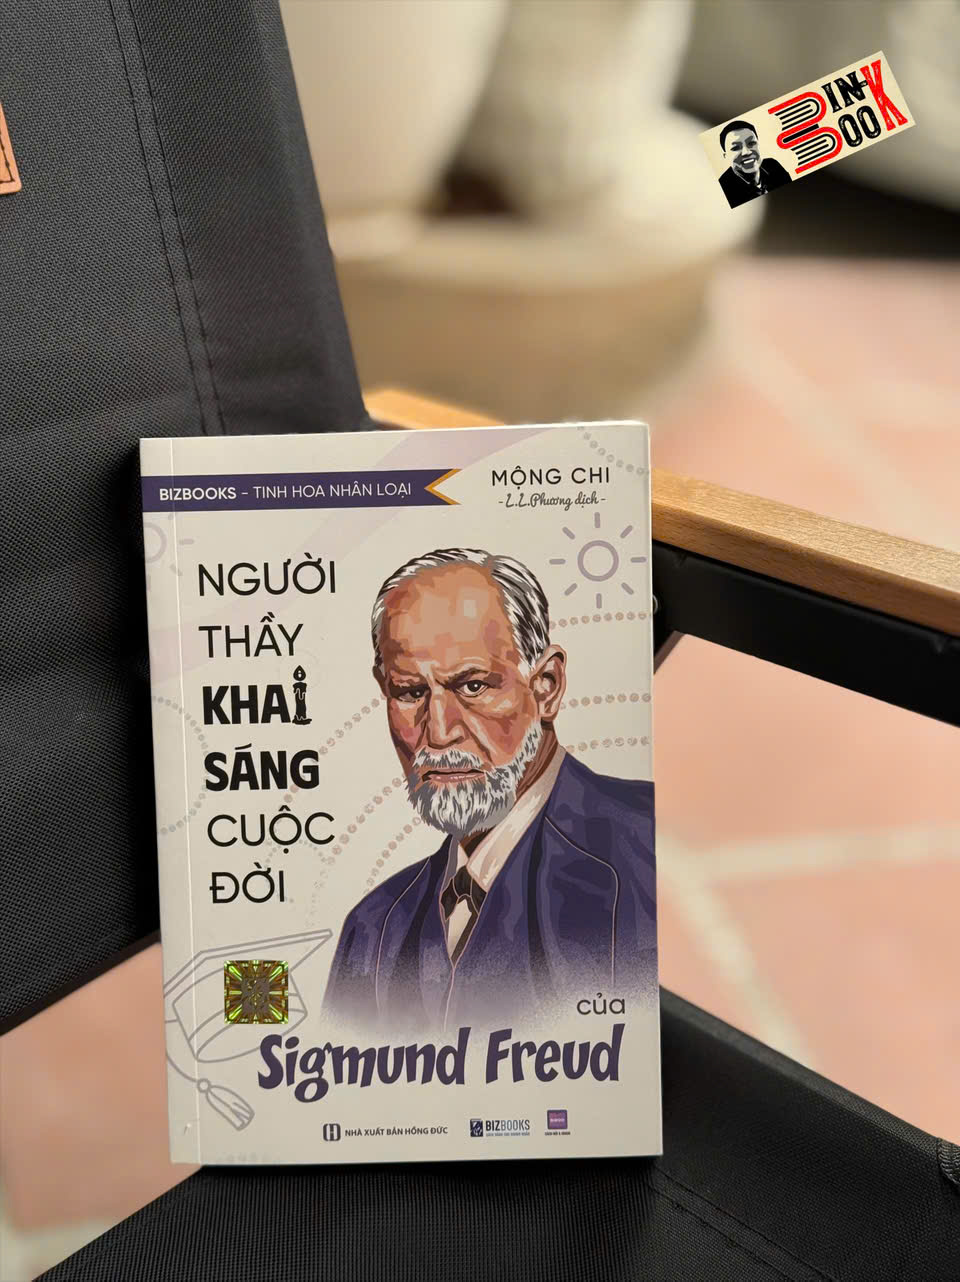 BIN-
BOOK
BIZBOOKS - TINH HOA NHÂN LOẠI
MỘNG CHI
- L.L.Phương dịch -
NGƯỜI
THẦY
KHAI
SÁNG
CUỘC
ĐỜI
của
Sigmund Freud
NHÀ XUẤT BẢN HỒNG ĐỨC
BIZBOOKS